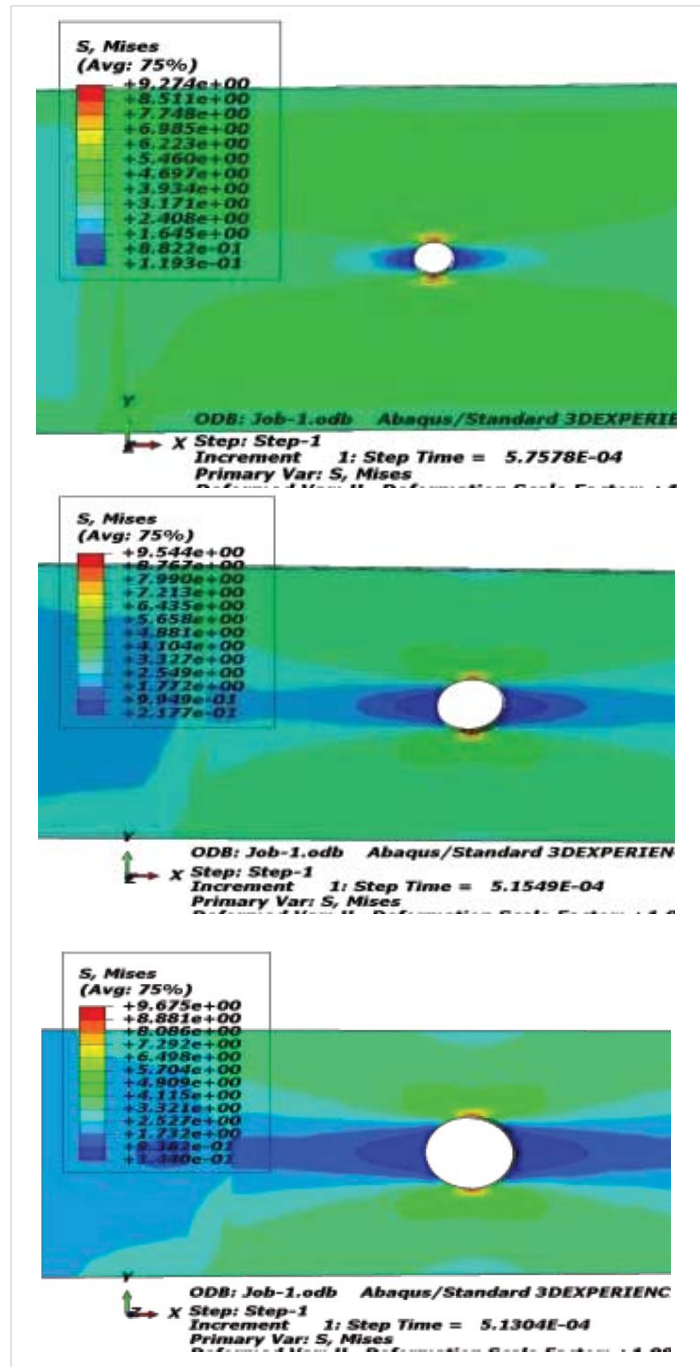 S, Mises
(Avg: 75%)
+9.274e+00
+8.511e+00
+7.748e+00
+6.985e+00
+6.223e+00
+5.460e+00
+4.697e+00
+3.934e+00
+3.171e+00
+2.408e+00
+1.645e+00
+8.822e-01
+1.193e-01
Y
X
ODB: Job-1.odb Abaqus/Standard 3DEXPERIE
Step: Step-1
Increment 1: Step Time = 5.7578E-04
Primary Var: S, Mises
S, Mises
(Avg: 75%)
+9.544e+00
+8.767e+00
+7.990e+00
+7.213e+00
+6.435e+00
+5.658e+00
+4.881e+00
+4.104e+00
+3.327e+00
+2.549e+00
+1.772e+00
+9.949e-01
+2.177e-01
Y
Z X
ODB: Job-1.odb Abaqus/Standard 3DEXPERIEN
Step: Step-1
Increment 1: Step Time = 5.1549E-04
Primary Var: S, Mises
S, Mises
(Avg: 75%)
+9.675e+00
+8.881e+00
+8.086e+00
+7.292e+00
+6.498e+00
+5.704e+00
+4.909e+00
+4.115e+00
+3.321e+00
+2.527e+00
+1.732e+00
Y
Z X
ODB: Job-1.odb Abaqus/Standard 3DEXPERIENC
Step: Step-1
Increment 1: Step Time = 5.1304E-04
Primary Var: S, Mises